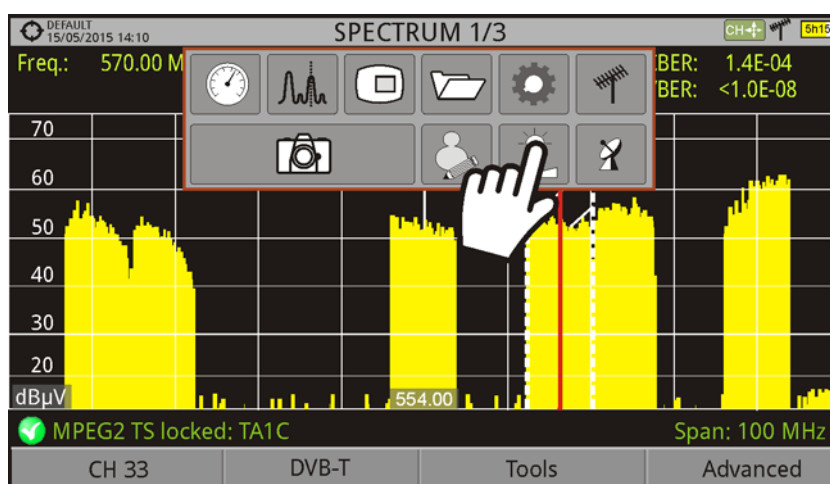 DEFAULT
15/05/2015 14:10
SPECTRUM 1/3
CH
5h15
Freq.: 570.00 M
BER: 1.4E-04
BER: <1.0E-08
70
60
50
40
30
20
dBµV
554.00
MPEG2 TS locked: TA1C
Span: 100 MHz
CH 33
DVB-T
Tools
Advanced